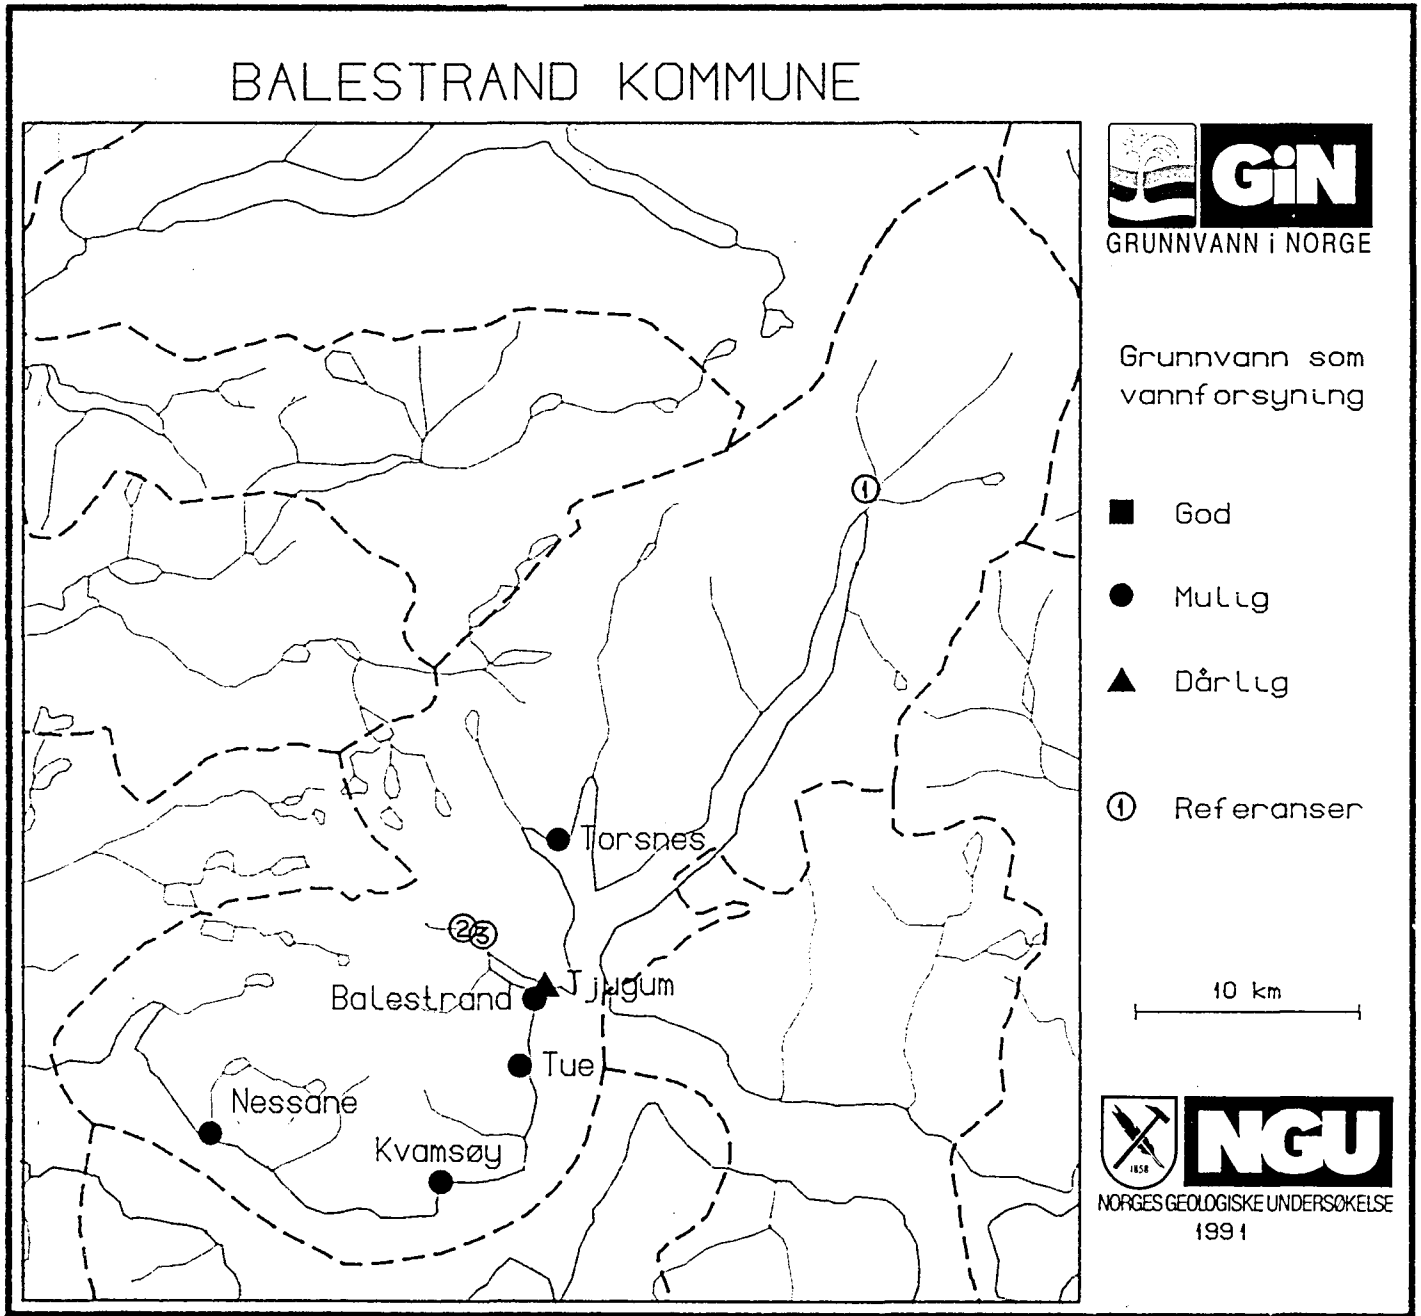 BALESTRAND KOMMUNE
GiN
GRUNNVANN i NORGE
Grunnvann som
vannforsyning
God
Mulig
Dårlig
1 Referanser
10 km
NGU
1858
NORGES GEOLOGISKE UNDERSØKELSE
1991
1
Torsnes
2
3
Tjugum
Balestrand
Tue
Nessane
Kvamsøy